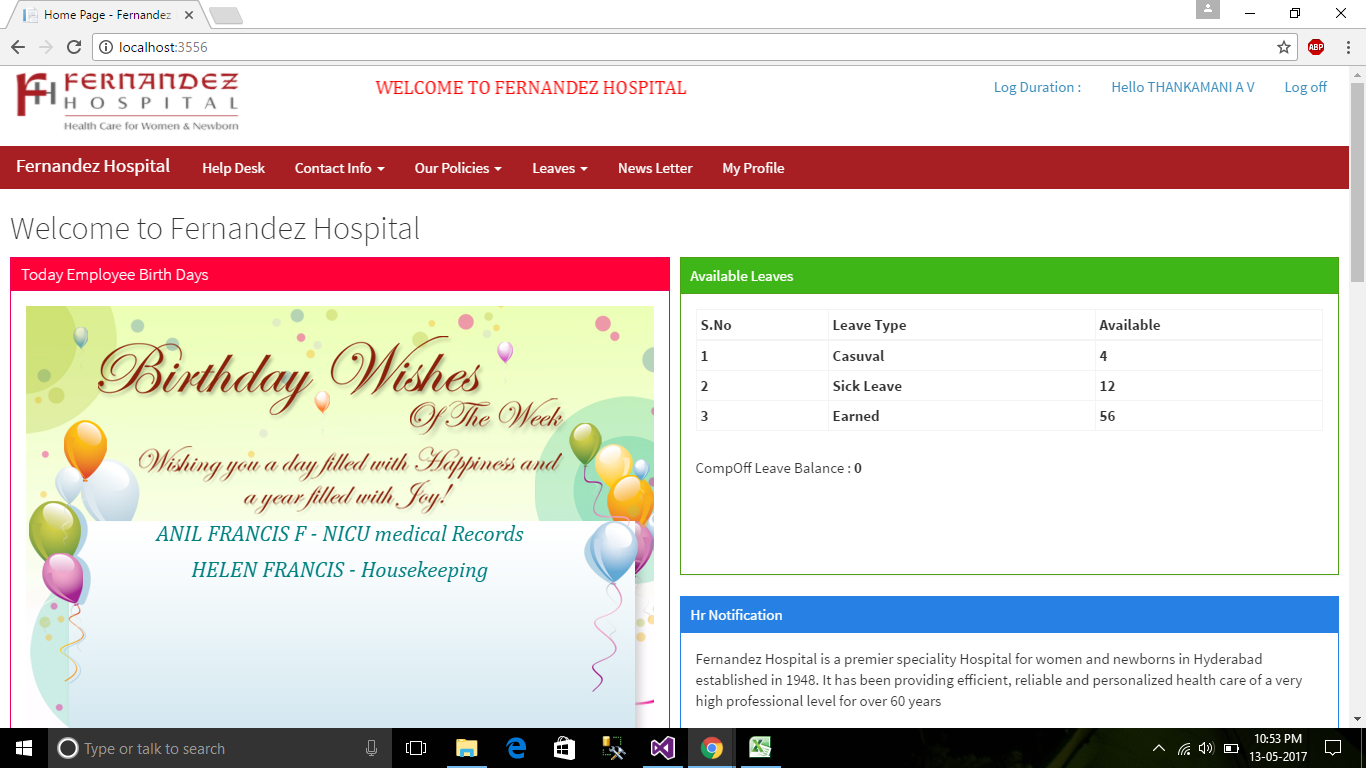 Home Page - Fernandez
localhost:3556
ABP
FERNANDEZ
HOSPITAL
Health Care for Women & Newborn
WELCOME TO FERNANDEZ HOSPITAL
Log Duration :
Hello THANKAMANI A V
Log off
Fernandez Hospital
Help Desk
Contact Info
Our Policies
Leaves
News Letter
My Profile
Welcome to Fernandez Hospital
Today Employee Birth Days
Birthday Wishes
Of The Week
Wishing you a day filled with Happiness and
a year filled with Joy!
ANIL FRANCIS F - NICU medical Records
HELEN FRANCIS - Housekeeping
Available Leaves
S.No Leave Type Available
1 Casuval 4
2 Sick Leave 12
3 Earned 56
CompOff Leave Balance : 0
Hr Notification
Fernandez Hospital is a premier speciality Hospital for women and newborns in Hyderabad
established in 1948. It has been providing efficient, reliable and personalized health care of a very
high professional level for over 60 years
Type or talk to search
10:53 PM
13-05-2017